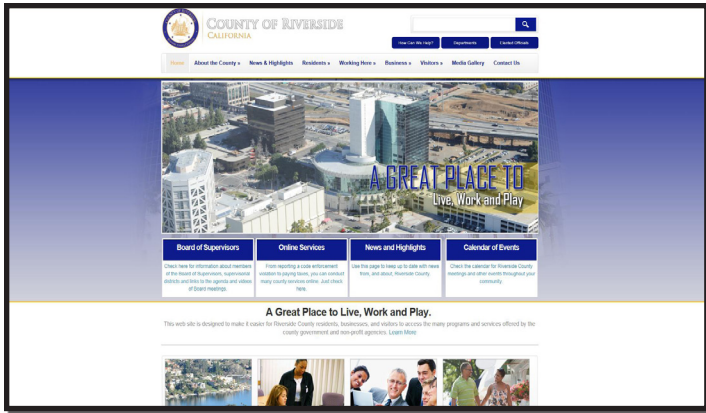 COUNTY OF RIVERSIDE
CALIFORNIA
How Can We Help?
Departments
Elected Officials
Home
About the County »
News & Highlights
Residents »
Working Here »
Business »
Visitors »
Media Gallery
Contact Us
A GREAT PLACE TO
Live, Work and Play
Board of Supervisors
Check here for information about members
of the Board of Supervisors, supervisorial
districts and links to the agenda and videos
of Board meetings.
Online Services
From reporting a code enforcement
violation to paying taxes, you can conduct
many county services online. Just check
here.
News and Highlights
Use this page to keep up to date with news
from, and about, Riverside County.
Calendar of Events
Check the calendar for Riverside County
meetings and other events throughout your
community.
A Great Place to Live, Work and Play.
This web site is designed to make it easier for Riverside County residents, businesses, and visitors to access the many programs and services offered by the
county government and non-profit agencies. Learn More